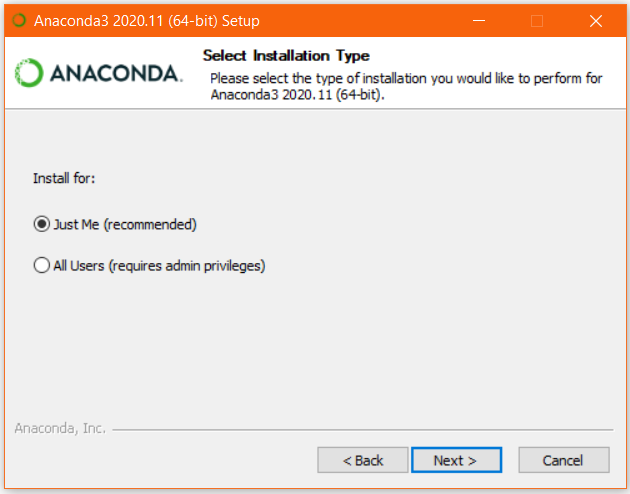 Anaconda3 2020.11 (64-bit) Setup
ANACONDA.
Select Installation Type
Please select the type of installation you would like to perform for
Anaconda3 2020.11 (64-bit).
Install for:
Just Me (recommended)
All Users (requires admin privileges)
Anaconda, Inc.
< Back
Next >
Cancel